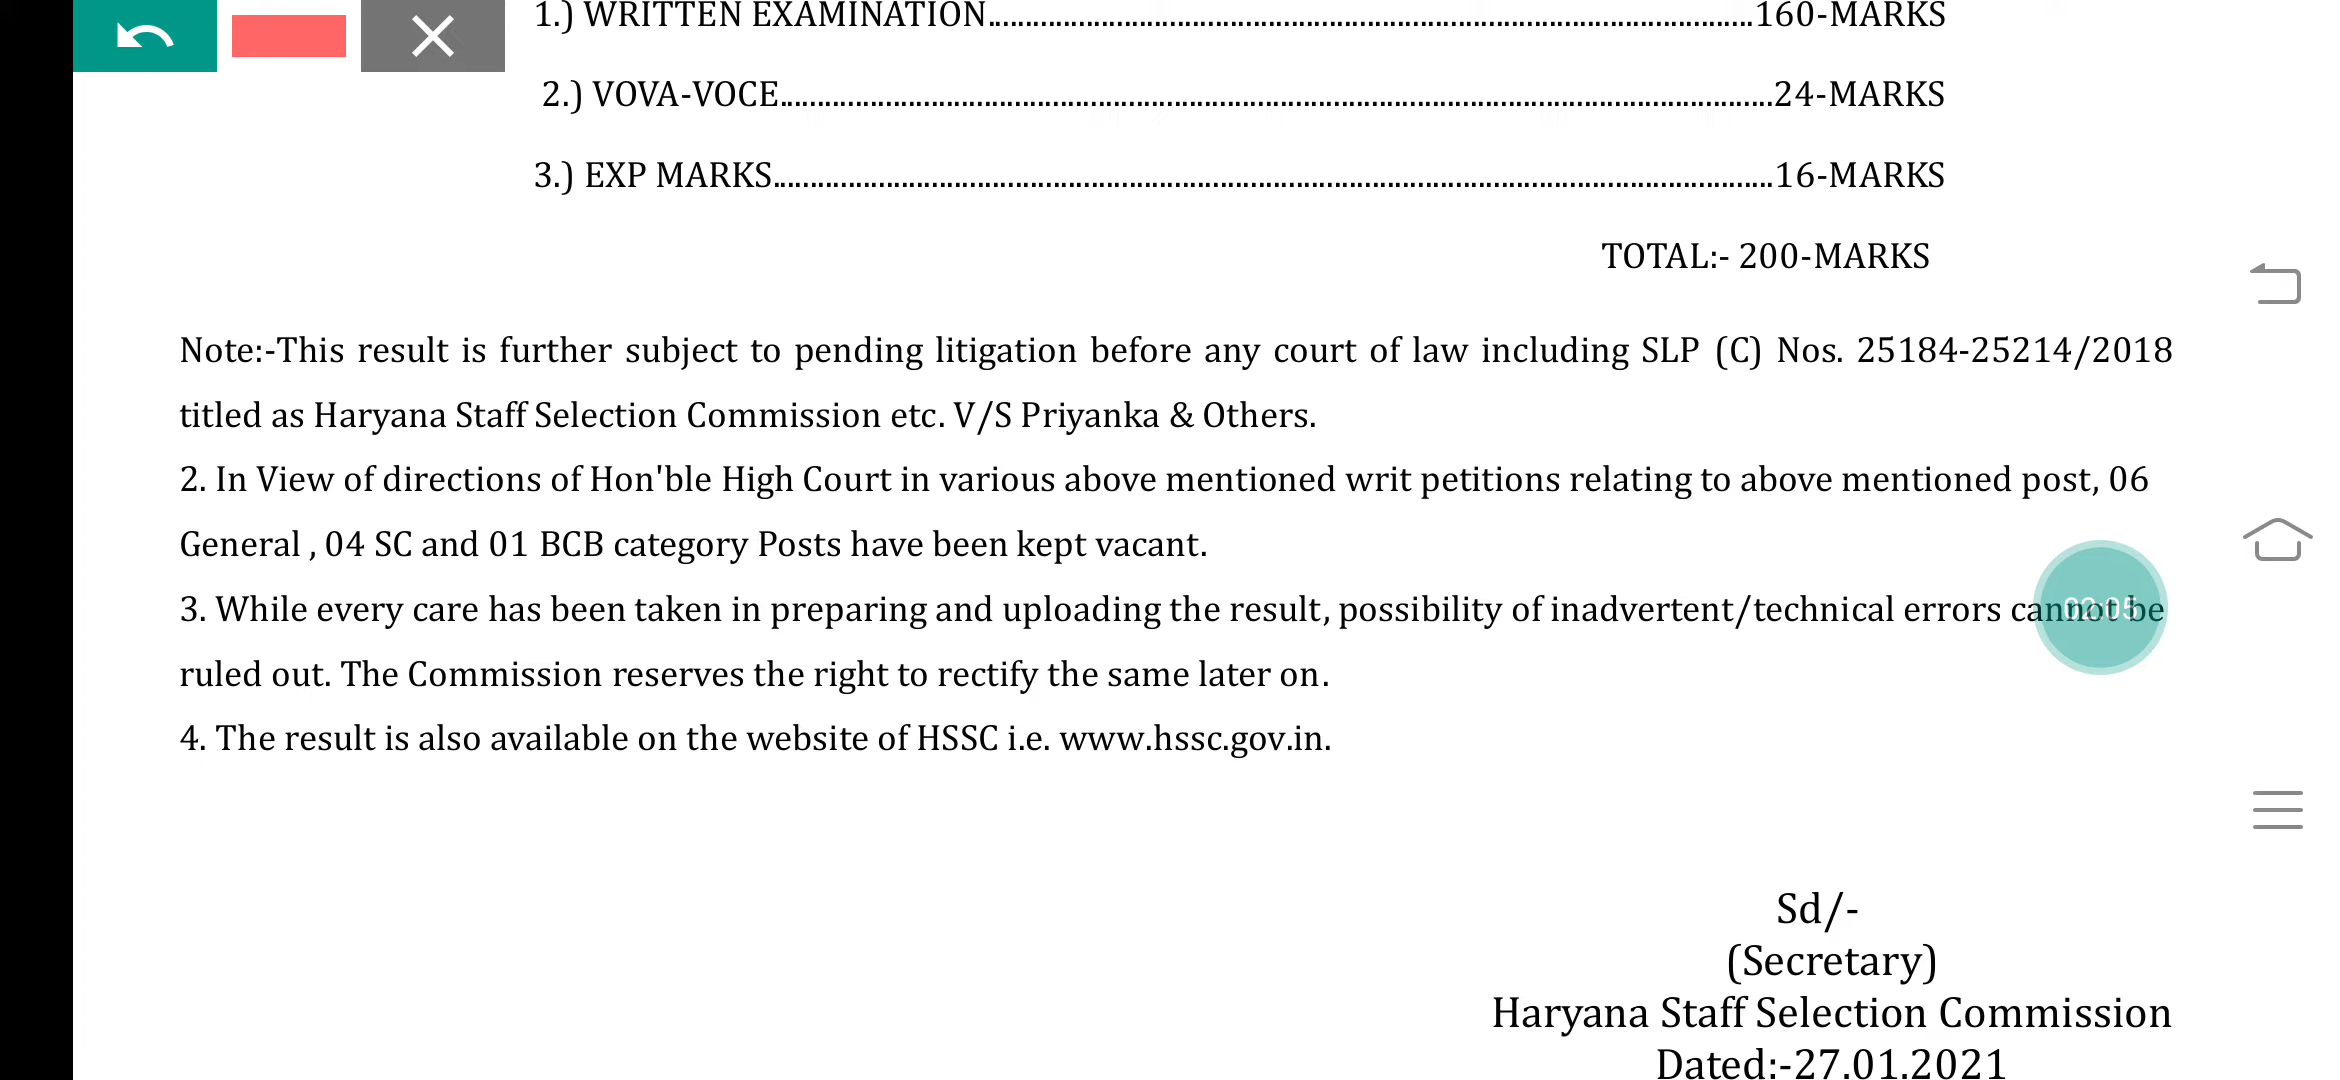 1.) WRITTEN EXAMINATION....................................................................................................160-MARKS
2.) VOVA-VOCE....................................................................................................24-MARKS
3.) EXP MARKS....................................................................................................16-MARKS
TOTAL:- 200-MARKS
Note:-This result is further subject to pending litigation before any court of law including SLP (C) Nos. 25184-25214/2018
titled as Haryana Staff Selection Commission etc. V/S Priyanka & Others.
2. In View of directions of Hon'ble High Court in various above mentioned writ petitions relating to above mentioned post, 06
General , 04 SC and 01 BCB category Posts have been kept vacant.
3. While every care has been taken in preparing and uploading the result, possibility of inadvertent/technical errors cannot be
02:05
ruled out. The Commission reserves the right to rectify the same later on.
4. The result is also available on the website of HSSC i.e. www.hssc.gov.in.
Sd/-
(Secretary)
Haryana Staff Selection Commission
Dated:-27.01.2021